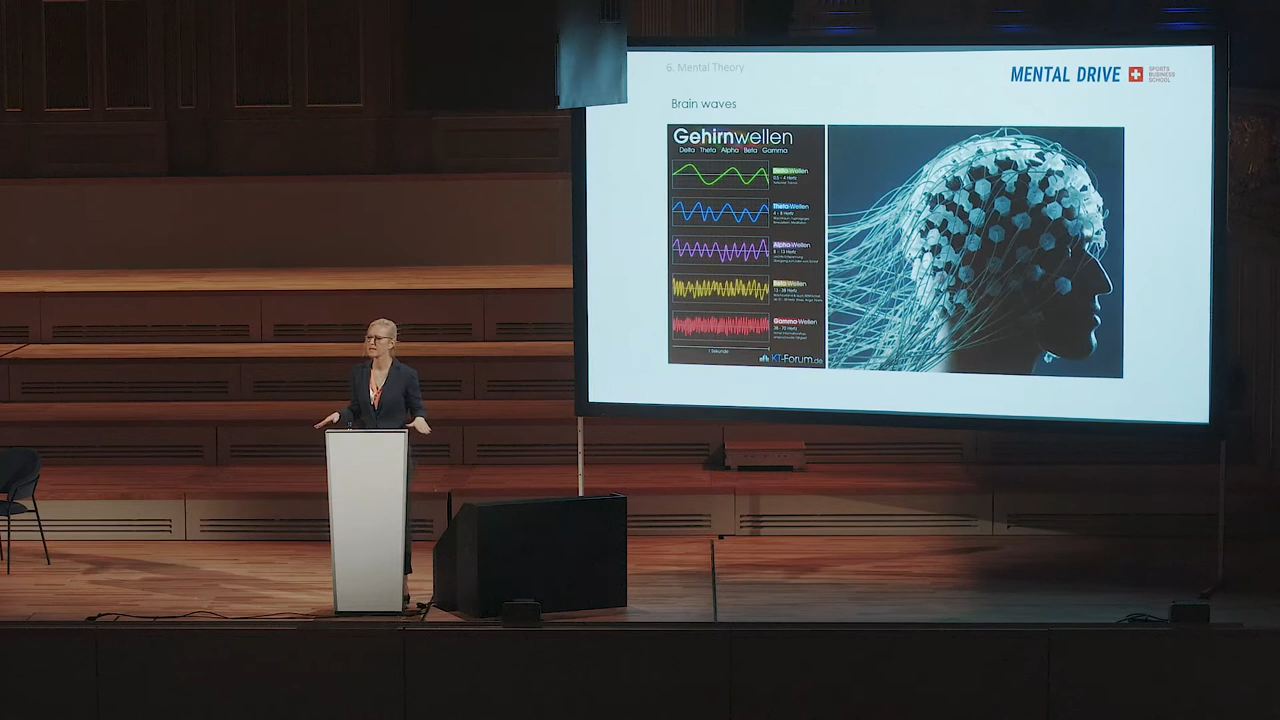 6. Mental Theory
MENTAL DRIVE
SPORTS
BUSINESS
SCHOOL
Brain waves
Gehirnwellen
Delta Theta Alpha Beta Gamma
Delta-Wellen
0,5 - 4 Hertz
Theta-Wellen
4 - 8 Hertz
Alpha-Wellen
8 - 13 Hertz
Beta-Wellen
13 - 38 Hertz
Gamma-Wellen
38 - 70 Hertz
1 Sekunde
KT-Forum.de